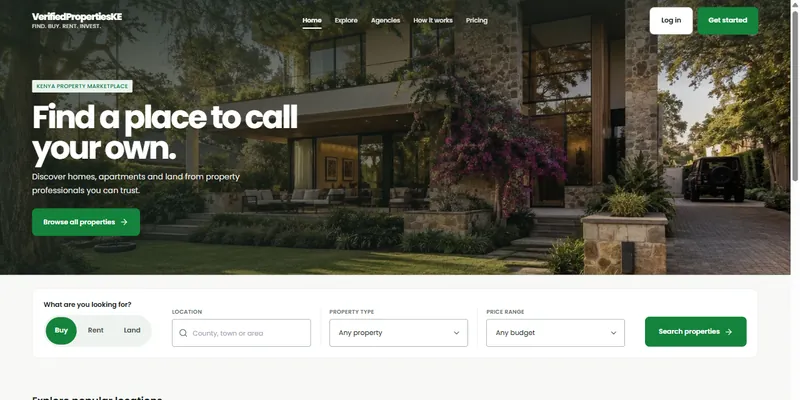 VerifiedPropertiesKE
FIND. BUY. RENT. INVEST.
Home
Explore
Agencies
How it works
Pricing
Log in
Get started
KENYA PROPERTY MARKETPLACE
Find a place to call
your own.
Discover homes, apartments and land from property
professionals you can trust.
Browse all properties
What are you looking for?
Buy
Rent
Land
LOCATION
County, town or area
PROPERTY TYPE
Any property
PRICE RANGE
Any budget
Search properties
Explore popular locations